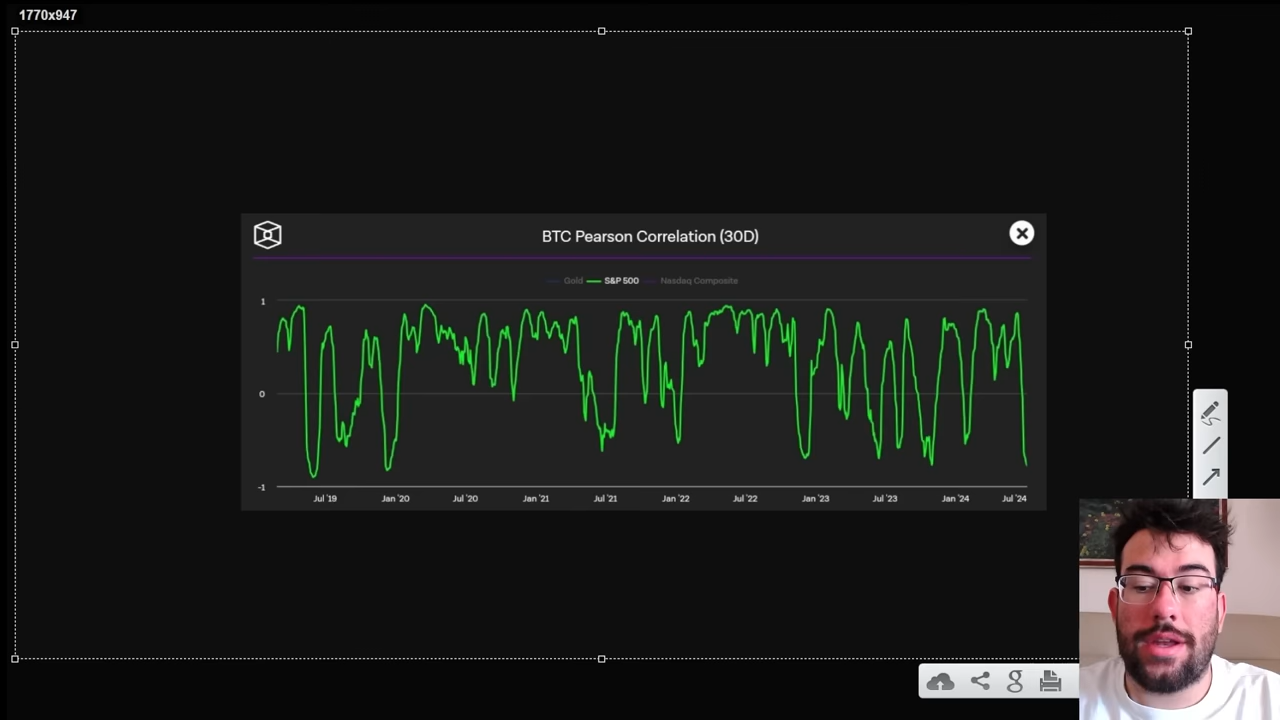 1770x947
BTC Pearson Correlation (30D)
Gold S&P 500 Nasdaq Composite
1
0
-1
Jul '19 Jan '20 Jul '20 Jan '21 Jul '21 Jan '22 Jul '22 Jan '23 Jul '23 Jan '24 Jul '24
g